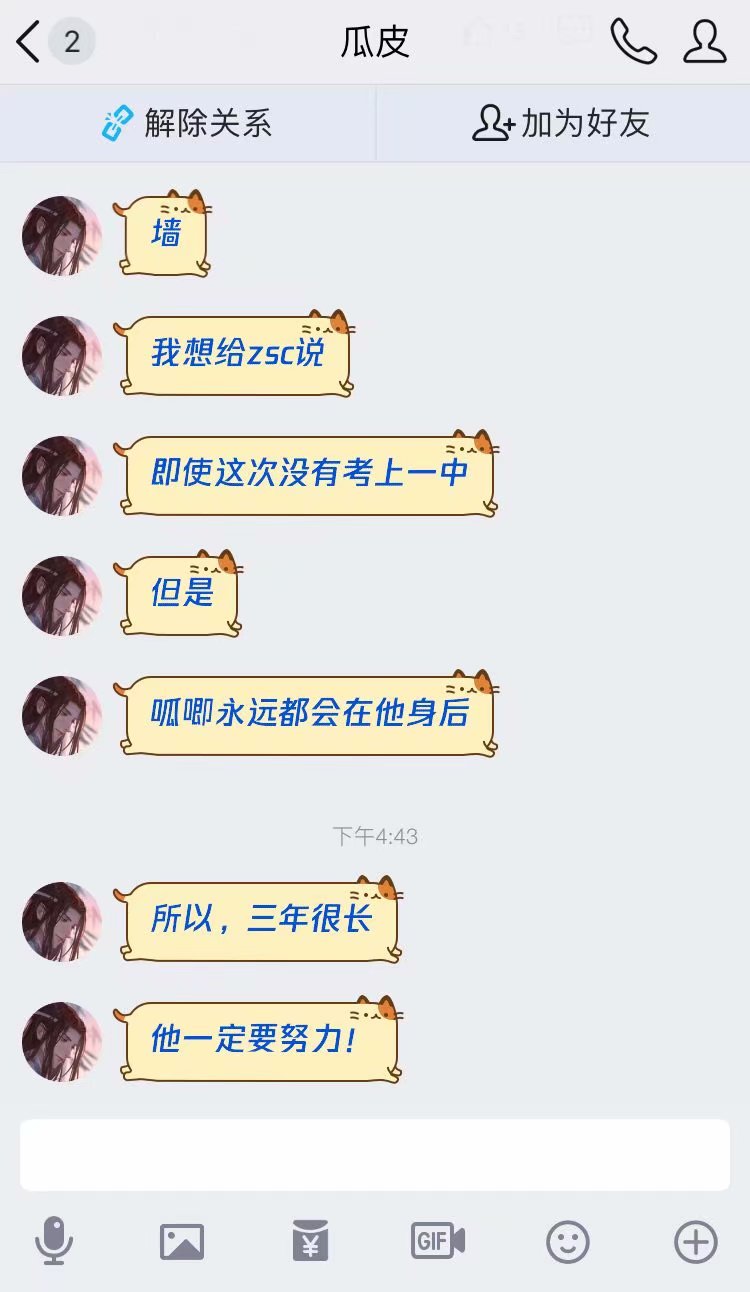 2
瓜皮
解除关系
加为好友
墙
我想给zsc说
即使这次没有考上一中
但是
呱唧永远都会在他身后
下午4:43
所以，三年很长
他一定要努力！
¥
GIF